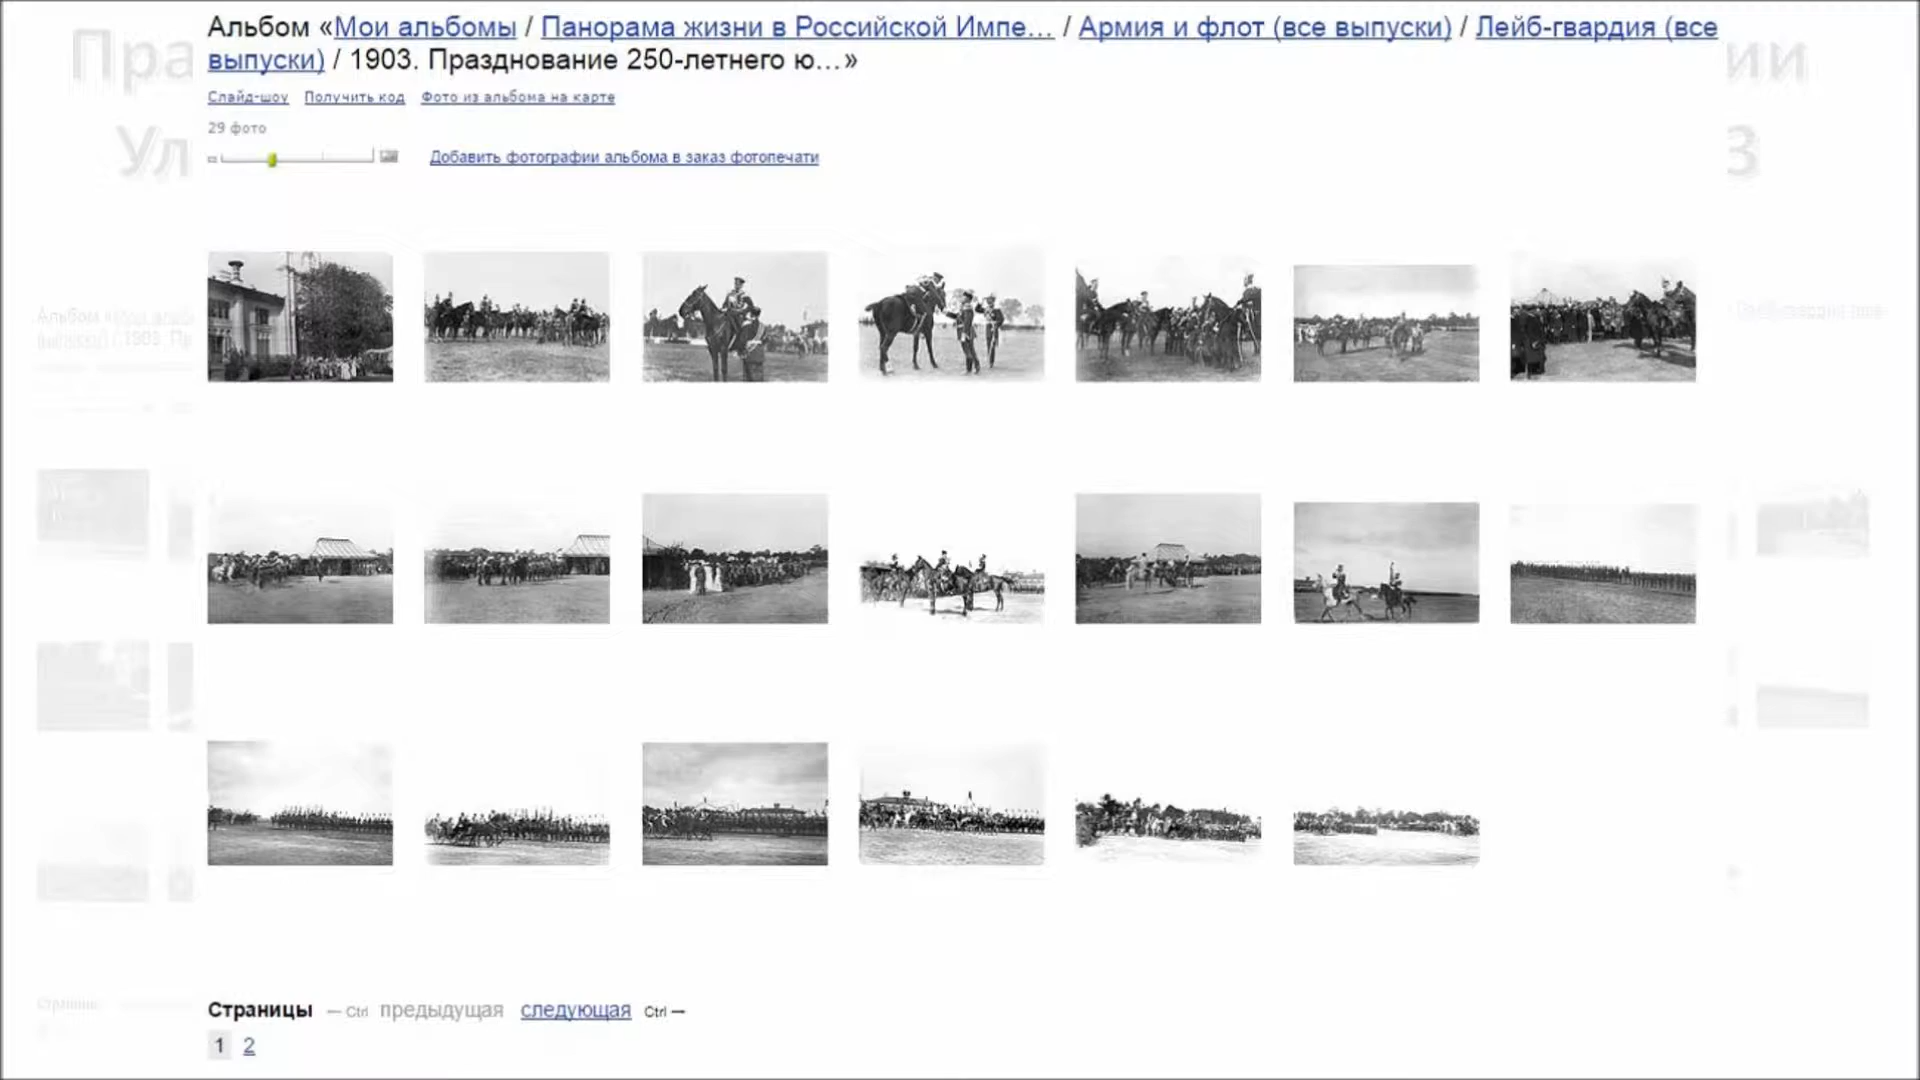 Альбом «Мои альбомы / Панорама жизни в Российской Импе... / Армия и флот (все выпуски) / Лейб-гвардия (все
выпуски) / 1903. Празднование 250-летнего ю...»
Слайд-шоу Получить код Фото из альбома на карте
29 фото
Добавить фотографии альбома в заказ фотопечати
Страницы ← Ctrl предыдущая следующая Ctrl →
1 2